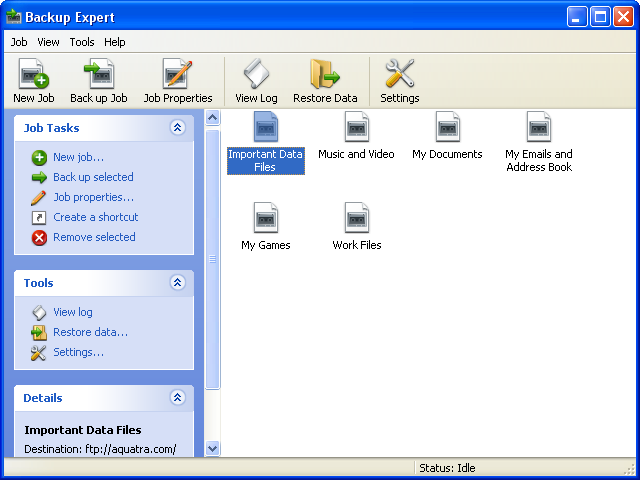 Backup Expert
Job View Tools Help
New Job Back up Job Job Properties View Log Restore Data Settings
Job Tasks
New job...
Back up selected
Job properties...
Create a shortcut
Remove selected
Tools
View log
Restore data...
Settings...
Details
Important Data Files
Destination: ftp://aquatra.com/
Important Data
Files
Music and Video
My Documents
My Emails and
Address Book
My Games
Work Files
Status: Idle